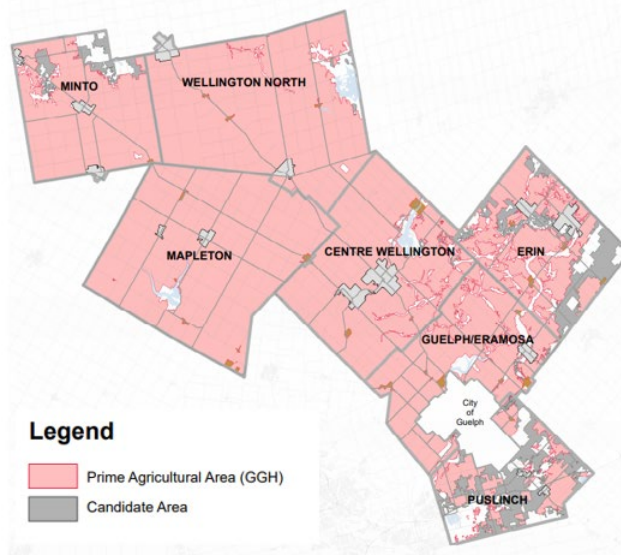 MINTO
WELLINGTON NORTH
MAPLETON
CENTRE WELLINGTON
ERIN
GUELPH/ERAMOSA
City
of
Guelph
PUSLINCH
Legend
Prime Agricultural Area (GGH)
Candidate Area